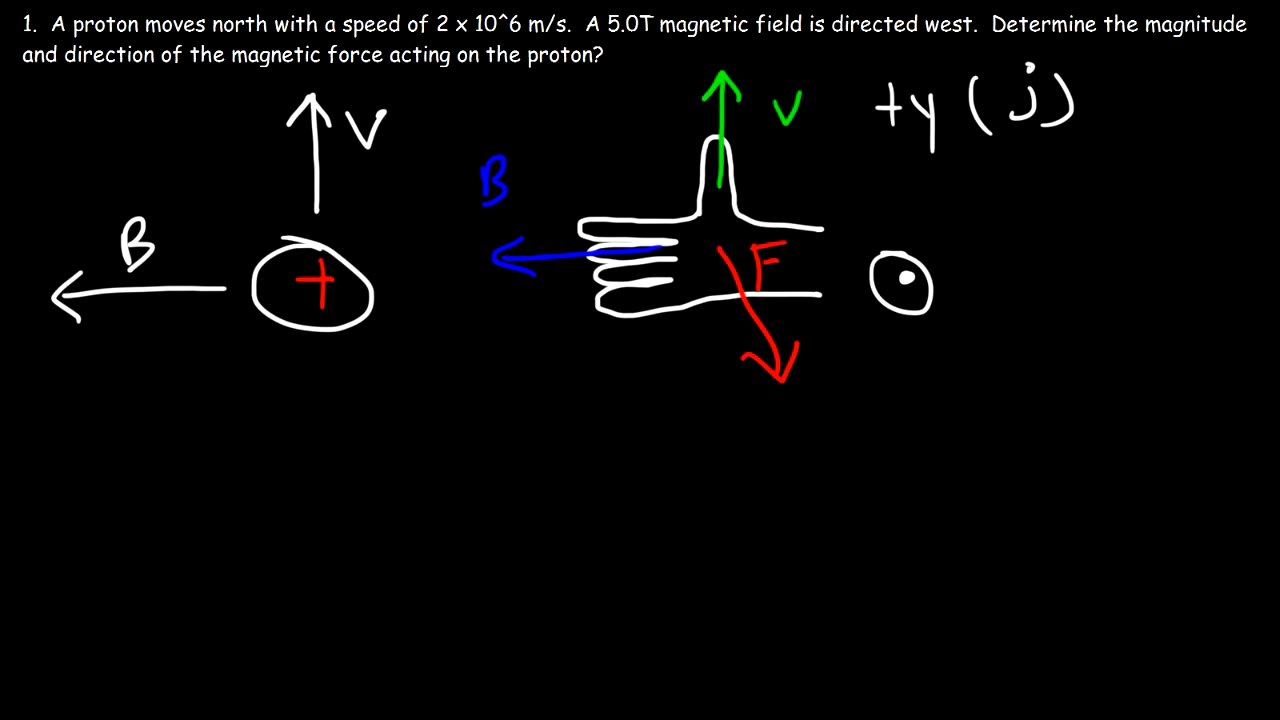 1. A proton moves north with a speed of 2 x 10^6 m/s. A 5.0T magnetic field is directed west. Determine the magnitude
and direction of the magnetic force acting on the proton?
V
V
+y (j)
B
B
+
F